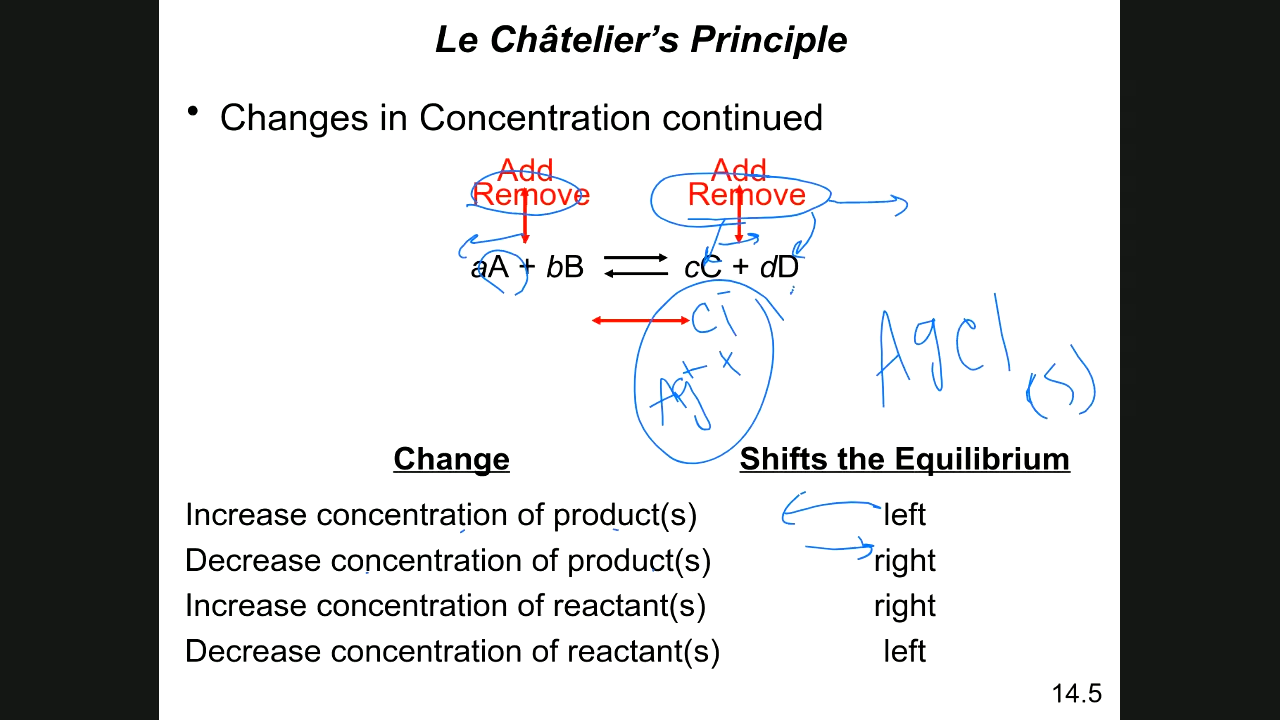 Le Châtelier's Principle
• Changes in Concentration continued
Add Add
Remove Remove
aA + bB ⇌ cC + dD
Cl⁻
Ag⁺ x
AgCl (s)
Change Shifts the Equilibrium
Increase concentration of product(s) left
Decrease concentration of product(s) right
Increase concentration of reactant(s) right
Decrease concentration of reactant(s) left
14.5